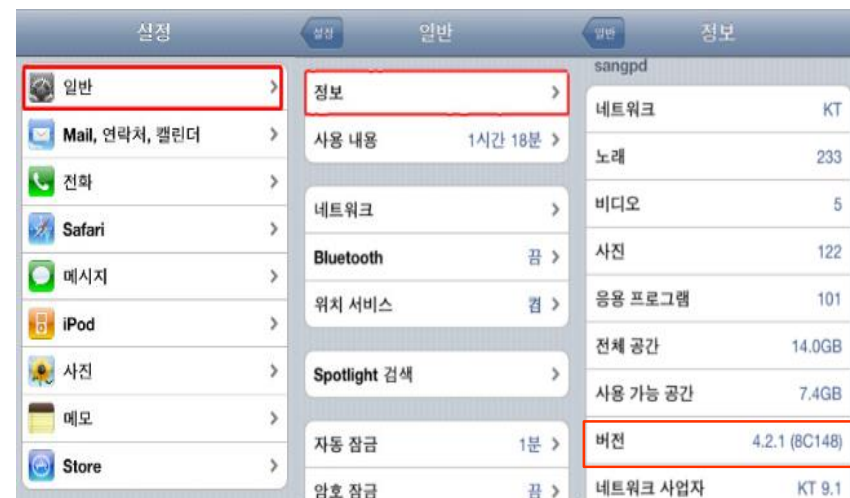 설정
일반
Mail, 연락처, 캘린더
전화
Safari
메시지
iPod
사진
메모
Store
설정
일반
정보
사용 내용 1시간 18분
네트워크
Bluetooth 끔
위치 서비스 켬
Spotlight 검색
자동 잠금 1분
암호 잠금 끔
일반
정보
sangpd
네트워크 KT
노래 233
비디오 5
사진 122
응용 프로그램 101
전체 공간 14.0GB
사용 가능 공간 7.4GB
버전 4.2.1 (8C148)
네트워크 사업자 KT 9.1